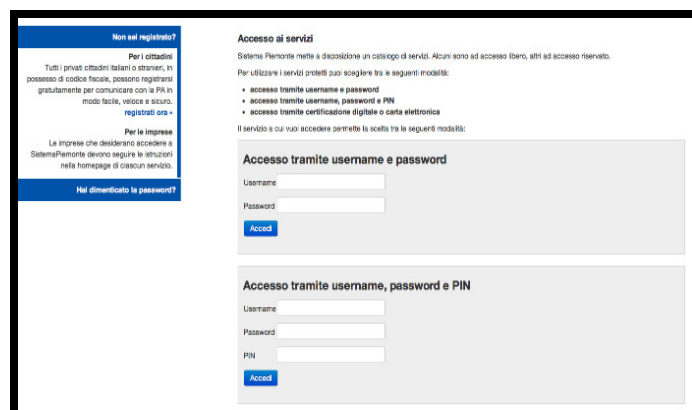 Non sei registrato?
Per i cittadini
Tutti i privati cittadini italiani o stranieri, in
possesso di codice fiscale, possono registrarsi
gratuitamente per comunicare con la PA in
modo facile, veloce e sicuro.
registrati ora »
Per le imprese
Le imprese che desiderano accedere a
SistemaPiemonte devono seguire le istruzioni
nella homepage di ciascun servizio.
Hai dimenticato la password?
Accesso ai servizi
Sistema Piemonte mette a disposizione un catalogo di servizi. Alcuni sono ad accesso libero, altri ad accesso riservato.
Per utilizzare i servizi protetti puoi scegliere tra le seguenti modalità:
• accesso tramite username e password
• accesso tramite username, password e PIN
• accesso tramite certificazione digitale o carta elettronica
Il servizio a cui vuoi accedere permette la scelta tra le seguenti modalità:
Accesso tramite username e password
Username
Password
Accedi
Accesso tramite username, password e PIN
Username
Password
PIN
Accedi